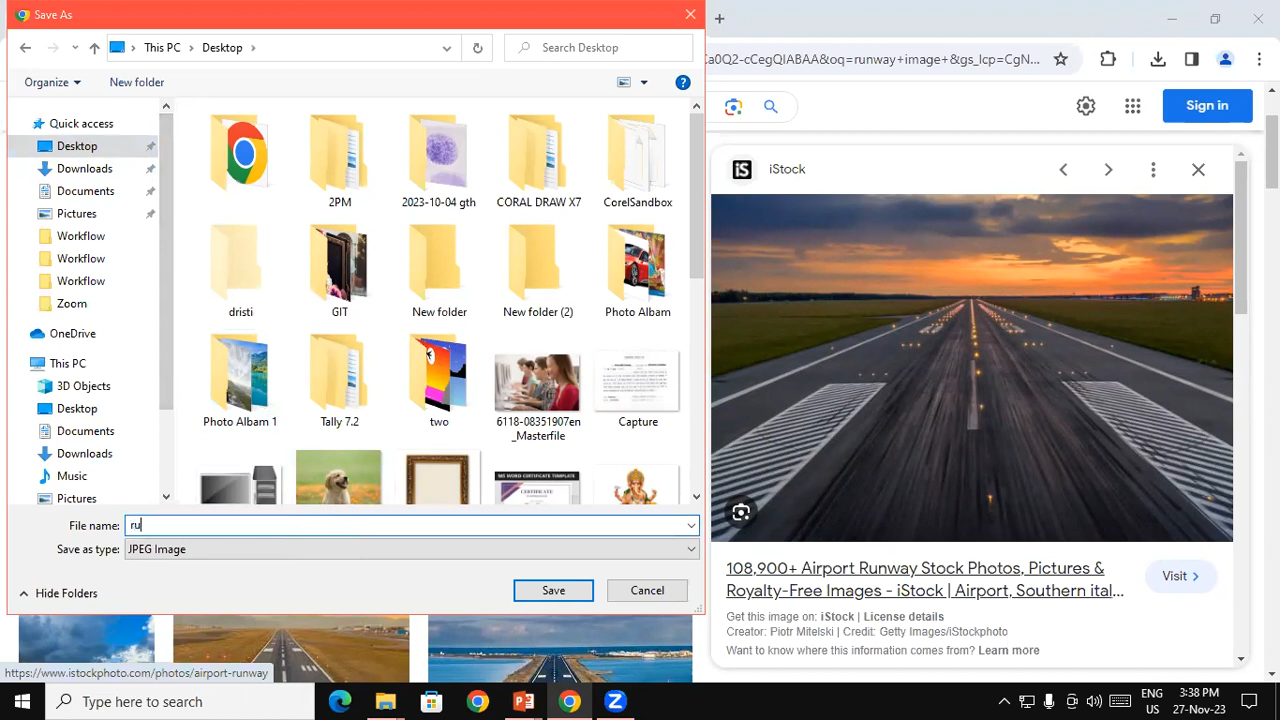 Save As
This PC
Desktop
Search Desktop
Organize
New folder
Quick access
Desktop
Downloads
Documents
Pictures
Workflow
Workflow
Workflow
Zoom
OneDrive
This PC
3D Objects
Desktop
Documents
Downloads
Music
Pictures
2PM
2023-10-04 gth
CORAL DRAW X7
CorelSandbox
dristi
GIT
New folder
New folder (2)
Photo Albam
Photo Albam 1
Tally 7.2
two
6118-08351907en
_Masterfile
Capture
MS WORD CERTIFICATE TEMPLATE
File name:
ru
Save as type:
JPEG Image
Hide Folders
Save
Cancel
a0Q2-cCegQIABAA&oq=runway+image+&gs_lcp=CgN...
Sign in
iS
iStock
108,900+ Airport Runway Stock Photos, Pictures &
Royalty-Free Images - iStock | Airport, Southern ital...
Visit
Get this image on: iStock | License details
Creator: Piotr Mitelski | Credit: Getty Images/iStockphoto
Want to know where this information comes from? Learn more
https://www.istockphoto.com/photos/airport-runway
Type here to search
ENG
US
3:38 PM
27-Nov-23